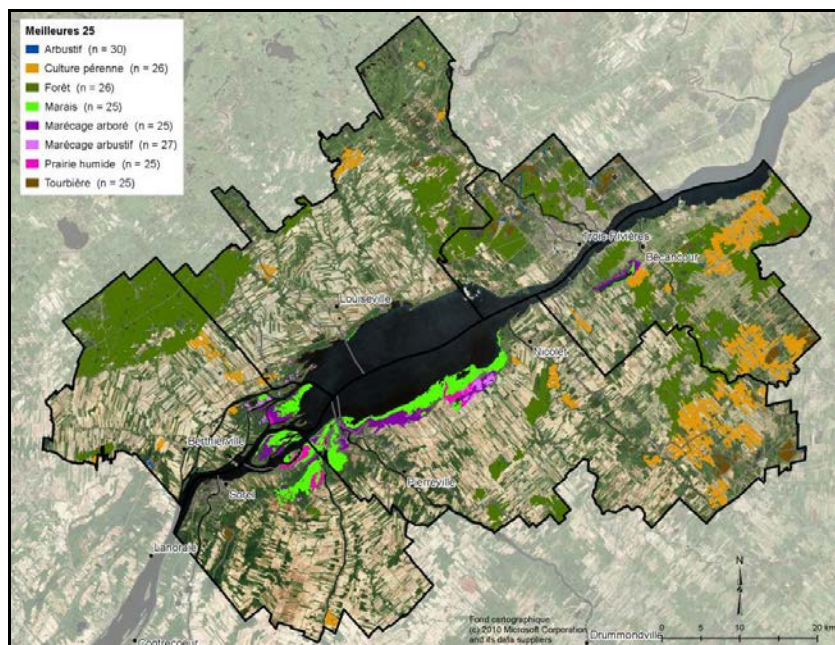 Meilleures 25
Arbustif (n = 30)
Culture pérenne (n = 26)
Forêt (n = 26)
Marais (n = 25)
Marécage arboré (n = 25)
Marécage arbustif (n = 27)
Prairie humide (n = 25)
Tourbière (n = 25)
Trois-Rivières
Bécancour
Louiseville
Nicolet
Berthierville
Sorel
Pierreville
Lanoraie
Contrecoeur
Drummondville
Fond cartographique
(c) 2010 Microsoft Corporation
and its data suppliers
N
0 5 10 20 km